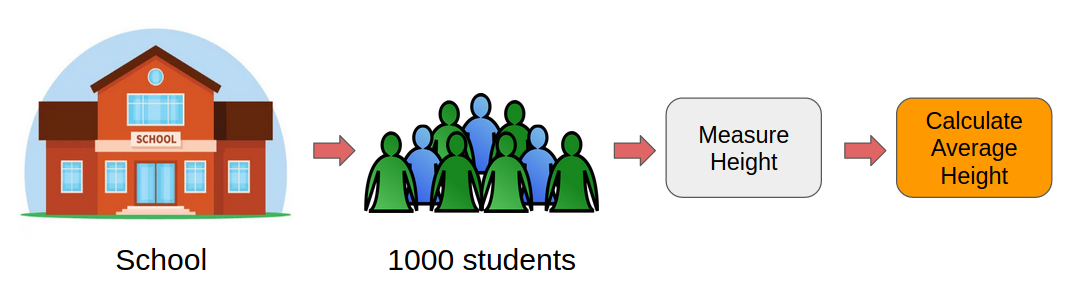 SCHOOL
School
1000 students
Measure
Height
Calculate
Average
Height